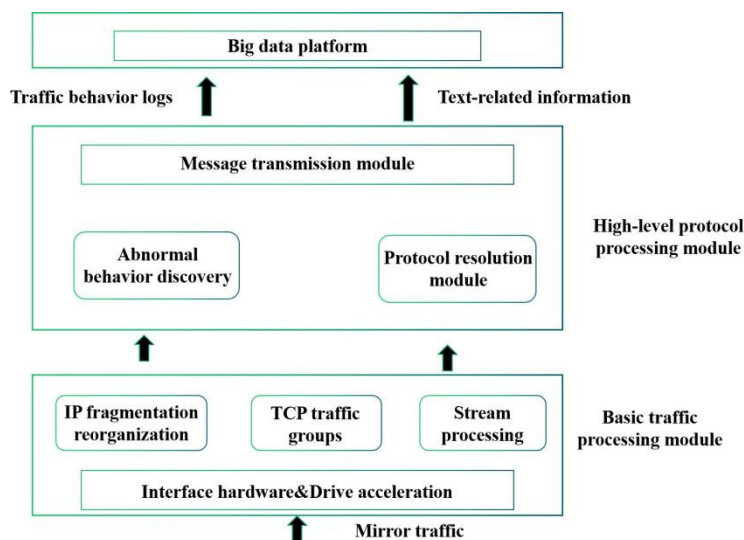 Big data platform
Traffic behavior logs
Text-related information
Message transmission module
Abnormal
behavior discovery
Protocol resolution
module
High-level protocol
processing module
IP fragmentation
reorganization
TCP traffic
groups
Stream
processing
Basic traffic
processing module
Interface hardware&Drive acceleration
Mirror traffic